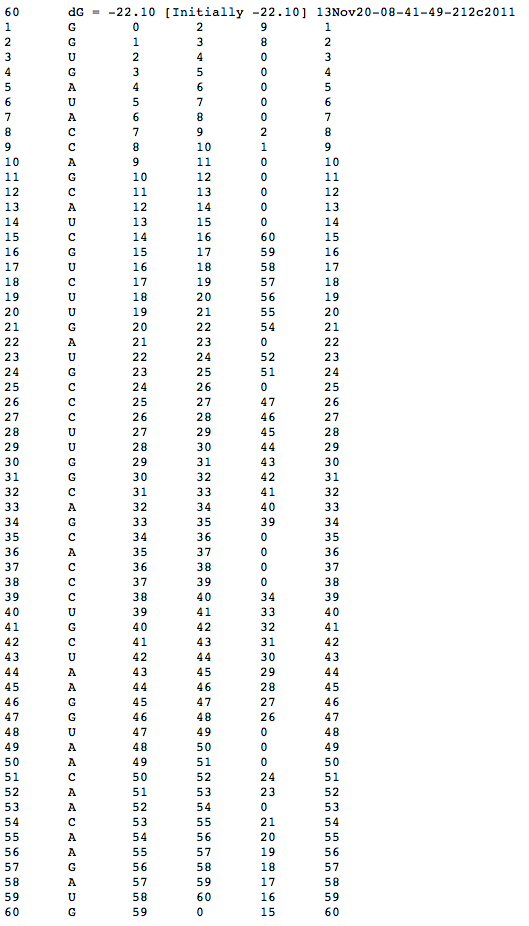 60 dG = -22.10 [Initially -22.10] 13Nov20-08-41-49-212c2011
1 G 0 2 9 1
2 G 1 3 8 2
3 U 2 4 0 3
4 G 3 5 0 4
5 A 4 6 0 5
6 U 5 7 0 6
7 A 6 8 0 7
8 C 7 9 2 8
9 C 8 10 1 9
10 A 9 11 0 10
11 G 10 12 0 11
12 C 11 13 0 12
13 A 12 14 0 13
14 U 13 15 0 14
15 C 14 16 60 15
16 G 15 17 59 16
17 U 16 18 58 17
18 C 17 19 57 18
19 U 18 20 56 19
20 U 19 21 55 20
21 G 20 22 54 21
22 A 21 23 0 22
23 U 22 24 52 23
24 G 23 25 51 24
25 C 24 26 0 25
26 C 25 27 47 26
27 C 26 28 46 27
28 U 27 29 45 28
29 U 28 30 44 29
30 G 29 31 43 30
31 G 30 32 42 31
32 C 31 33 41 32
33 A 32 34 40 33
34 G 33 35 39 34
35 C 34 36 0 35
36 A 35 37 0 36
37 C 36 38 0 37
38 C 37 39 0 38
39 C 38 40 34 39
40 U 39 41 33 40
41 G 40 42 32 41
42 C 41 43 31 42
43 U 42 44 30 43
44 A 43 45 29 44
45 A 44 46 28 45
46 G 45 47 27 46
47 G 46 48 26 47
48 U 47 49 0 48
49 A 48 50 0 49
50 A 49 51 0 50
51 C 50 52 24 51
52 A 51 53 23 52
53 A 52 54 0 53
54 C 53 55 21 54
55 A 54 56 20 55
56 A 55 57 19 56
57 G 56 58 18 57
58 A 57 59 17 58
59 U 58 60 16 59
60 G 59 0 15 60